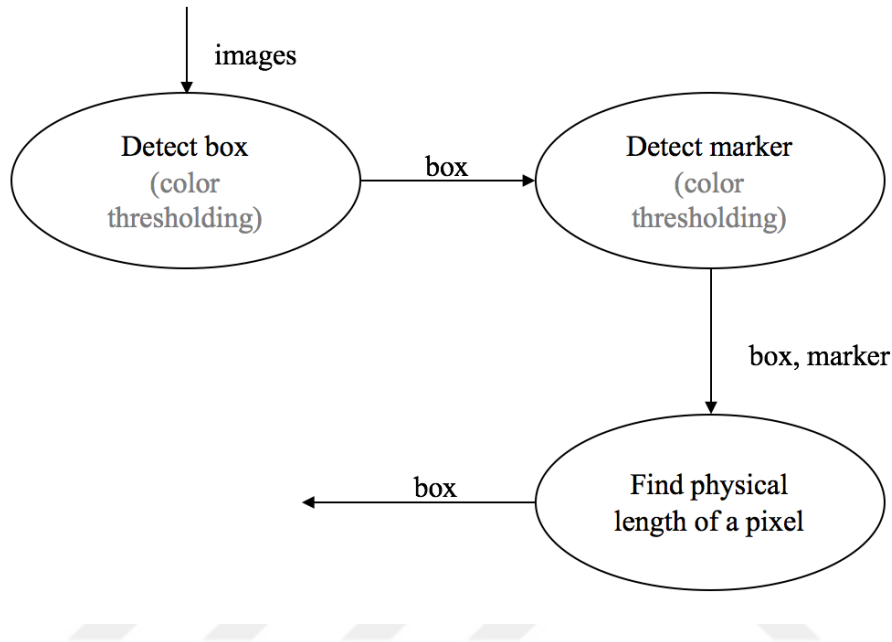 images
Detect box
(color
thresholding)
box
Detect marker
(color
thresholding)
box, marker
Find physical
length of a pixel
box